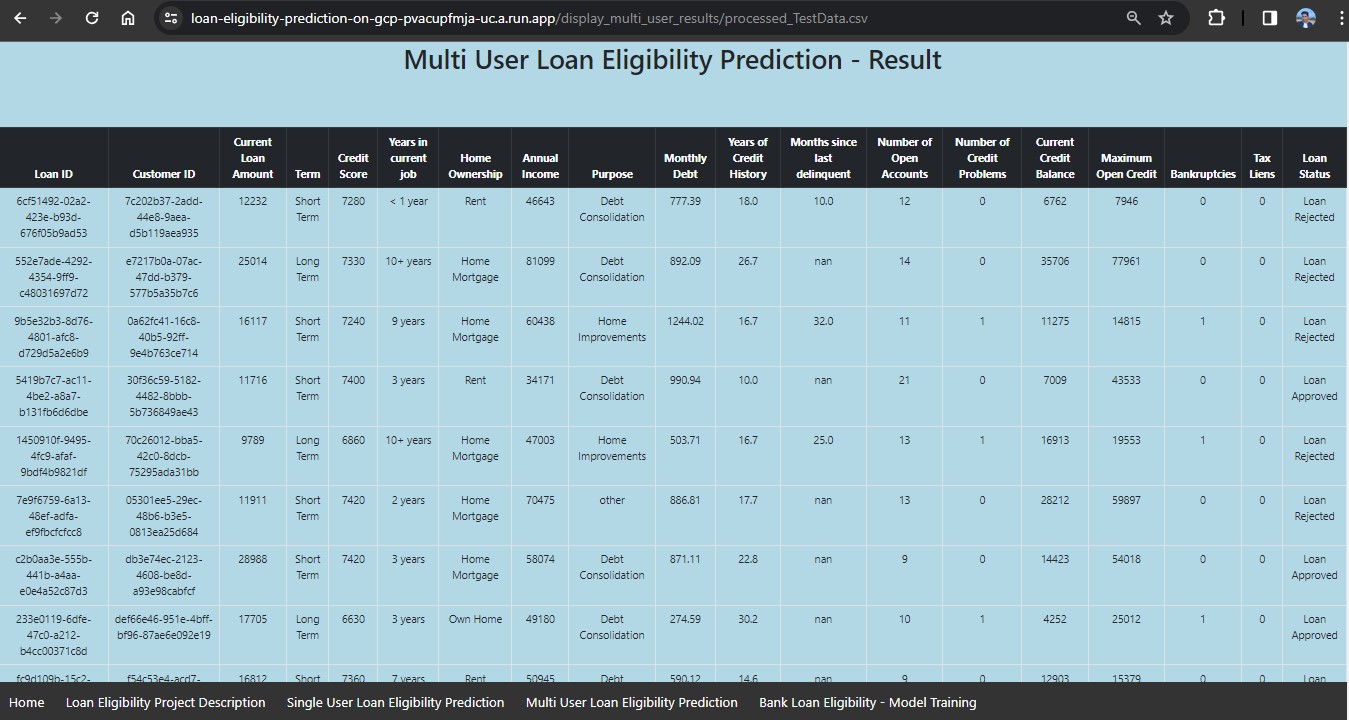 loan-eligibility-prediction-on-gcp-pvacupfmja-uc.a.run.app/display_multi_user_results/processed_TestData.csv
Multi User Loan Eligibility Prediction - Result
Loan ID Customer ID Current Loan Amount Term Credit Score Years in current job Home Ownership Annual Income Purpose Monthly Debt Years of Credit History Months since last delinquent Number of Open Accounts Number of Credit Problems Current Credit Balance Maximum Open Credit Bankruptcies Tax Liens Loan Status
6cf51492-02a2-423e-b93d-676f05b9ad53 7c202b37-2add-44e8-9aea-d5b119aea935 12232 Short Term 7280 < 1 year Rent 46643 Debt Consolidation 777.39 18.0 10.0 12 0 6762 7946 0 0 Loan Rejected
552e7ade-4292-4354-9ff9-c48031697d72 e7217b0a-07ac-47dd-b379-577b5a35b7c6 25014 Long Term 7330 10+ years Home Mortgage 81099 Debt Consolidation 892.09 26.7 nan 14 0 35706 77961 0 0 Loan Rejected
9b5e32b3-8d76-4801-afc8-d729d5a2e6b9 0a62fc41-16c8-40b5-92ff-9e4b763ce714 16117 Short Term 7240 9 years Home Mortgage 60438 Home Improvements 1244.02 16.7 32.0 11 1 11275 14815 1 0 Loan Rejected
5419b7c7-ac11-4be2-a8a7-b131fb6d6dbe 30f36c59-5182-4482-8bbb-5b736849ae43 11716 Short Term 7400 3 years Rent 34171 Debt Consolidation 990.94 10.0 nan 21 0 7009 43533 0 0 Loan Approved
1450910f-9495-4fc9-afaf-9bdf4b9821df 70c26012-bba5-42c0-8dcb-75295ada31bb 9789 Long Term 6860 10+ years Home Mortgage 47003 Home Improvements 503.71 16.7 25.0 13 1 16913 19553 1 0 Loan Rejected
7e9f6759-6a13-48ef-adfa-ef9fbcfcfcc8 05301ee5-29ec-48b6-b3e5-0813ea25d684 11911 Short Term 7420 2 years Home Mortgage 70475 other 886.81 17.7 nan 13 0 28212 59897 0 0 Loan Rejected
c2b0aa3e-555b-441b-a4aa-e0e4a52c87d3 db3e74ec-2123-4608-be8d-a93e98cabfcf 28988 Short Term 7420 3 years Home Mortgage 58074 Debt Consolidation 871.11 22.8 nan 9 0 14423 54018 0 0 Loan Approved
233e0119-6dfe-47c0-a212-b4cc00371c8d def66e46-951e-4bff-bf96-87ae6e092e19 17705 Long Term 6630 3 years Own Home 49180 Debt Consolidation 274.59 30.2 nan 10 1 4252 25012 1 0 Loan Approved
fc9d109b-15c2- f54c53e4-acd7- 16812 Short 7360 7 years Rent 50945 Debt 590.12 14.6 nan 9 0 12903 15379 0 0 Loan
Home Loan Eligibility Project Description Single User Loan Eligibility Prediction Multi User Loan Eligibility Prediction Bank Loan Eligibility - Model Training